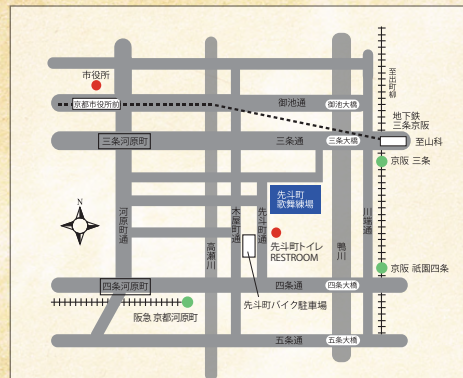 市役所
至出町柳
京都市役所前
御池通
御池大橋
地下鉄
三条京阪
三条河原町
三条通
三条大橋
至山科
京阪 三条
先斗町
歌舞練場
N
河原町通
高瀬川
木屋町通
先斗町通
鴨川
川端通
先斗町トイレ
RESTROOM
京阪 祇園四条
四条河原町
四条通
四条大橋
先斗町バイク駐車場
阪急 京都河原町
五条通
五条大橋